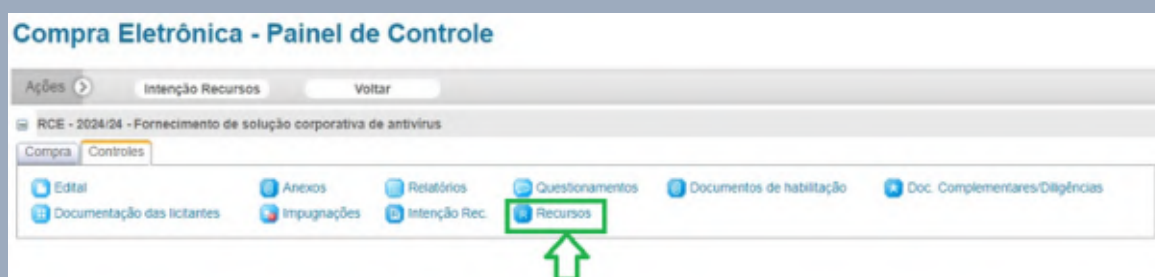 Compra Eletrônica - Painel de Controle
Ações Intenção Recursos Voltar
RCE - 2024/24 - Fornecimento de solução corporativa de antivirus
Compra Controles
Edital Anexos Relatórios Questionamentos Documentos de habilitação Doc. Complementares/Diligências
Documentação das licitantes Impugnações Intenção Rec. Recursos